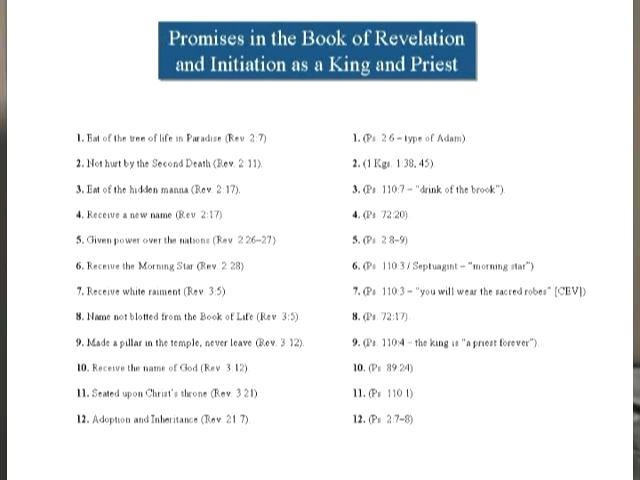 Promises in the Book of Revelation
and Initiation as a King and Priest
1. Eat of the tree of life in Paradise (Rev 2:7)
1. (Ps 2:6 – type of Adam)
2. Not hurt by the Second Death (Rev. 2:11).
2. (1 Kgs. 1:38, 45).
3. Eat of the hidden manna (Rev 2:17).
3. (Ps. 110:7 – "drink of the brook").
4. Receive a new name (Rev 2:17)
4. (Ps. 72:20)
5. Given power over the nations (Rev 2:26–27)
5. (Ps 2:8–9)
6. Receive the Morning Star (Rev. 2:28)
6. (Ps 110:3 / Septuagint – "morning star")
7. Receive white raiment (Rev 3:5)
7. (Ps 110:3 – "you will wear the sacred robes" [CEV])
8. Name not blotted from the Book of Life (Rev 3:5)
8. (Ps. 72:17).
9. Made a pillar in the temple, never leave (Rev. 3:12).
9. (Ps. 110:4 – the king is "a priest forever")
10. Receive the name of God (Rev 3:12)
10. (Ps 89:24)
11. Seated upon Christ's throne (Rev 3:21)
11. (Ps 110:1)
12. Adoption and Inheritance (Rev 21:7)
12. (Ps 2:7–8)